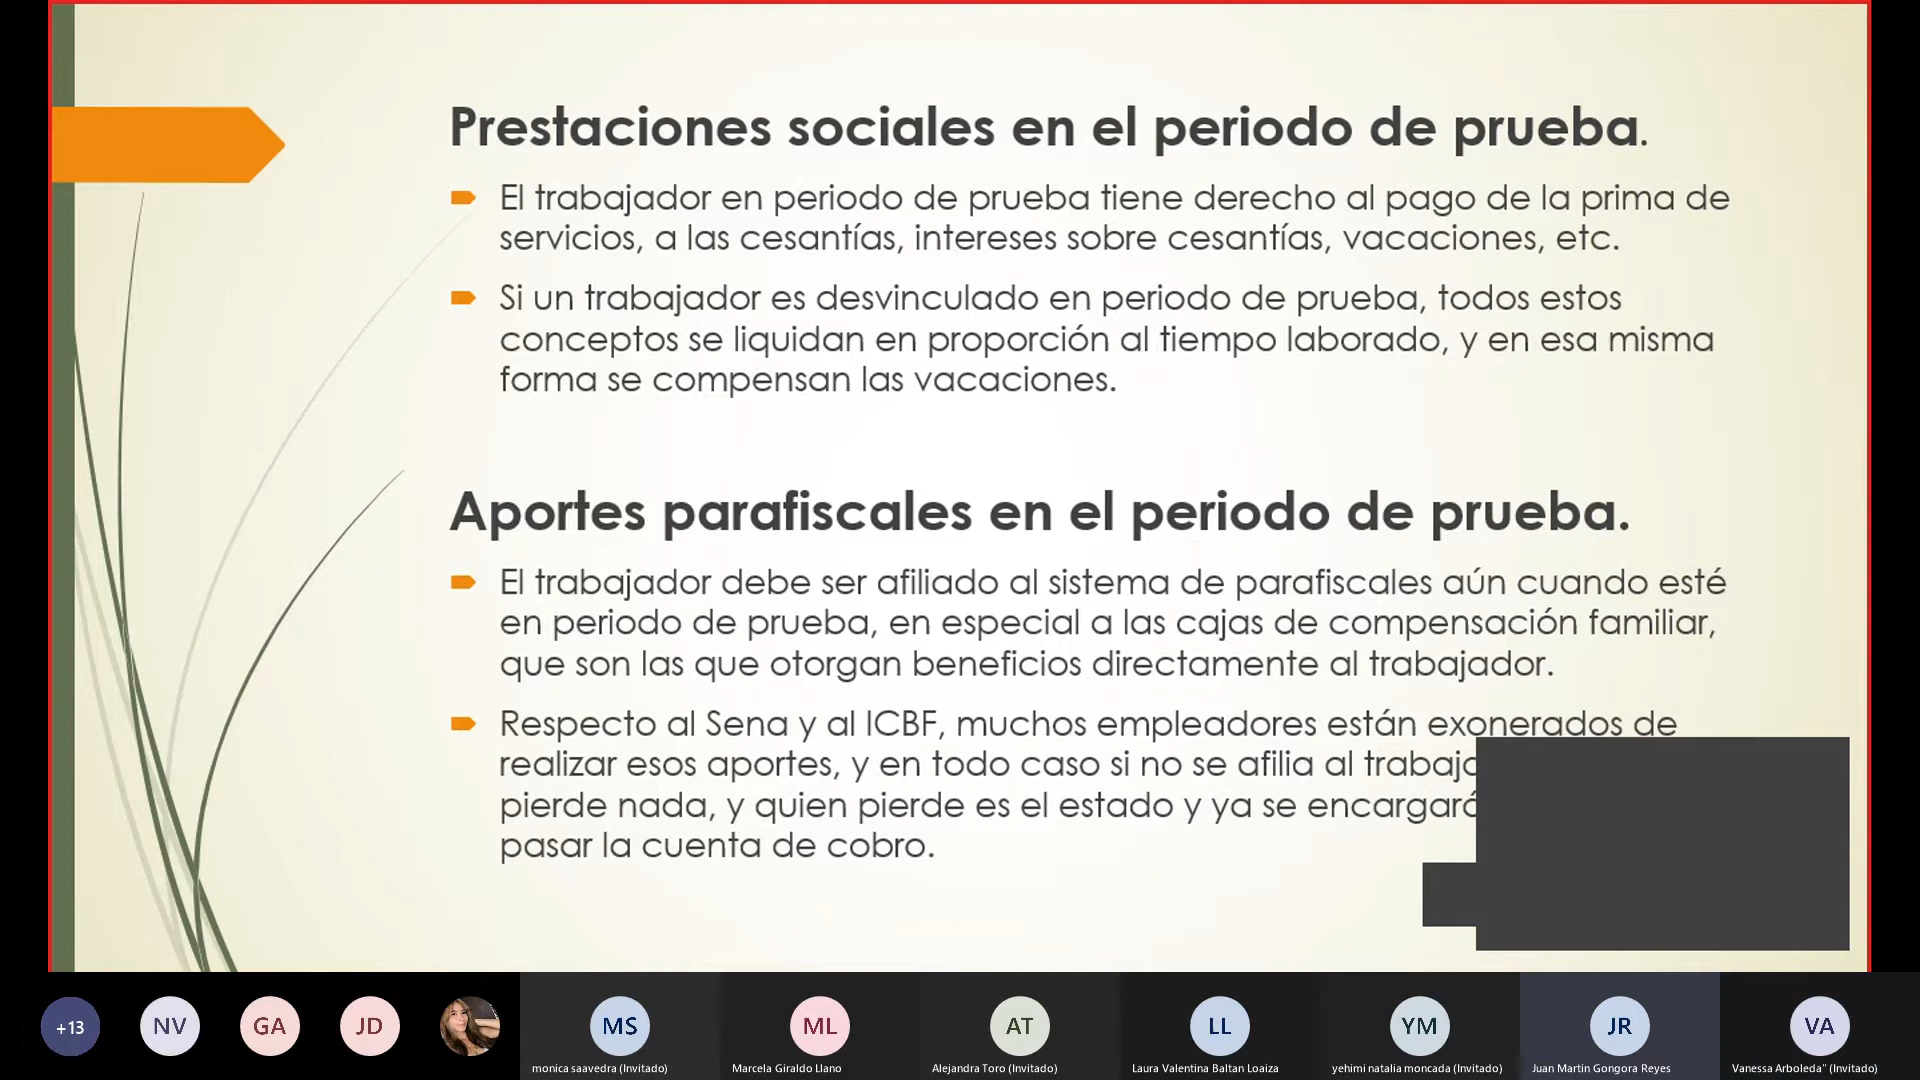 Prestaciones sociales en el periodo de prueba.
El trabajador en periodo de prueba tiene derecho al pago de la prima de
servicios, a las cesantías, intereses sobre cesantías, vacaciones, etc.
Si un trabajador es desvinculado en periodo de prueba, todos estos
conceptos se liquidan en proporción al tiempo laborado, y en esa misma
forma se compensan las vacaciones.
Aportes parafiscales en el periodo de prueba.
El trabajador debe ser afiliado al sistema de parafiscales aún cuando esté
en periodo de prueba, en especial a las cajas de compensación familiar,
que son las que otorgan beneficios directamente al trabajador.
Respecto al Sena y al ICBF, muchos empleadores están exonerados de
realizar esos aportes, y en todo caso si no se afilia al
pierde nada, y quien pierde es el estado y ya se
pasar la cuenta de cobro.
+13 NV GA JD MS ML AT LL YM JR VA
monica saavedra (Invitado) Marcela Giraldo Llano Alejandra Toro (Invitado) Laura Valentina Baltan Loaiza yehimi natalia moncada (Invitado) Juan Martin Gongora Reyes Vanessa Arboleda" (Invitado)